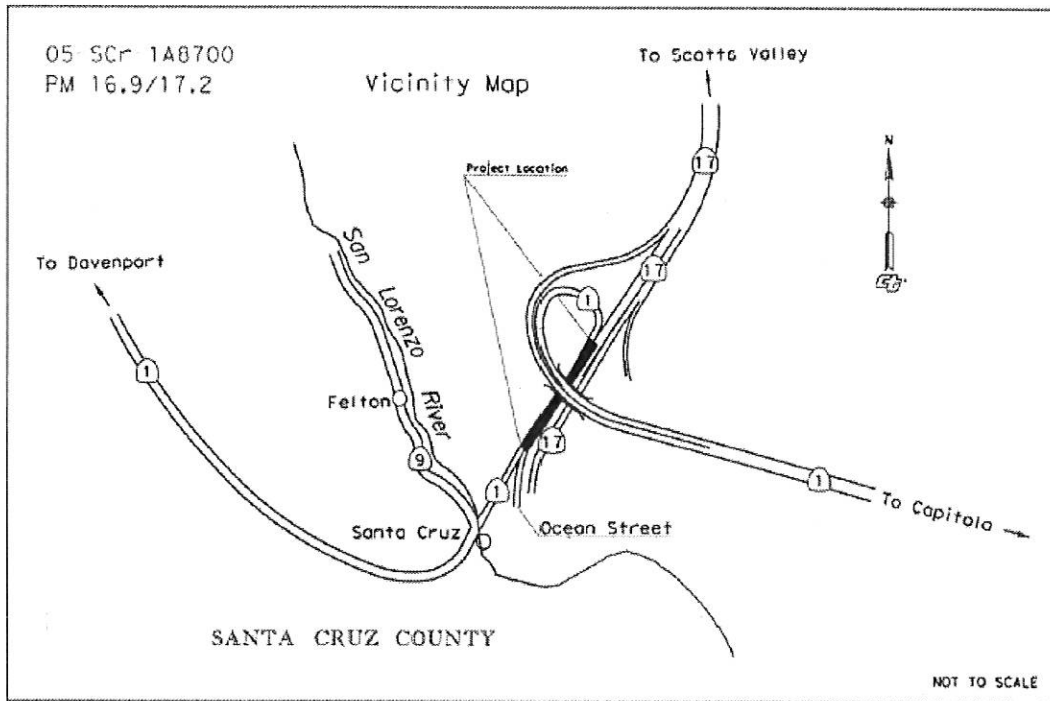 05 SCr 1A8700
PM 16.9/17.2
Vicinity Map
To Scotts Valley
N
17
Project Location
To Davenport
San Lorenzo River
17
1
1
Felton
9
17
1
1
To Capitola
Santa Cruz
Ocean Street
SANTA CRUZ COUNTY
NOT TO SCALE